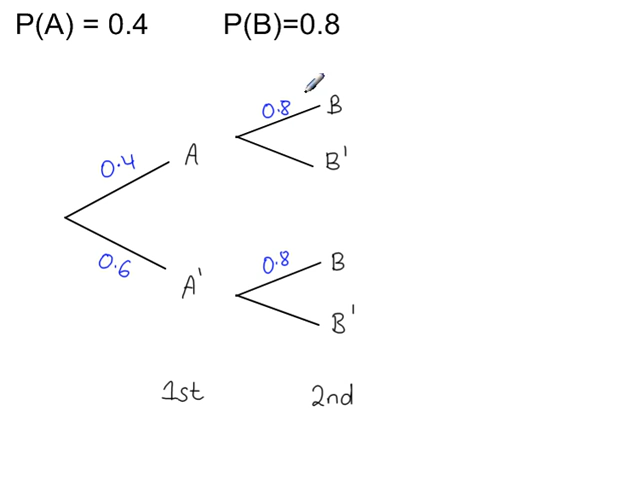 P(A) = 0.4 P(B)=0.8
0.8 B
0.4 A B'
0.6 A' 0.8 B
B'
1st 2nd